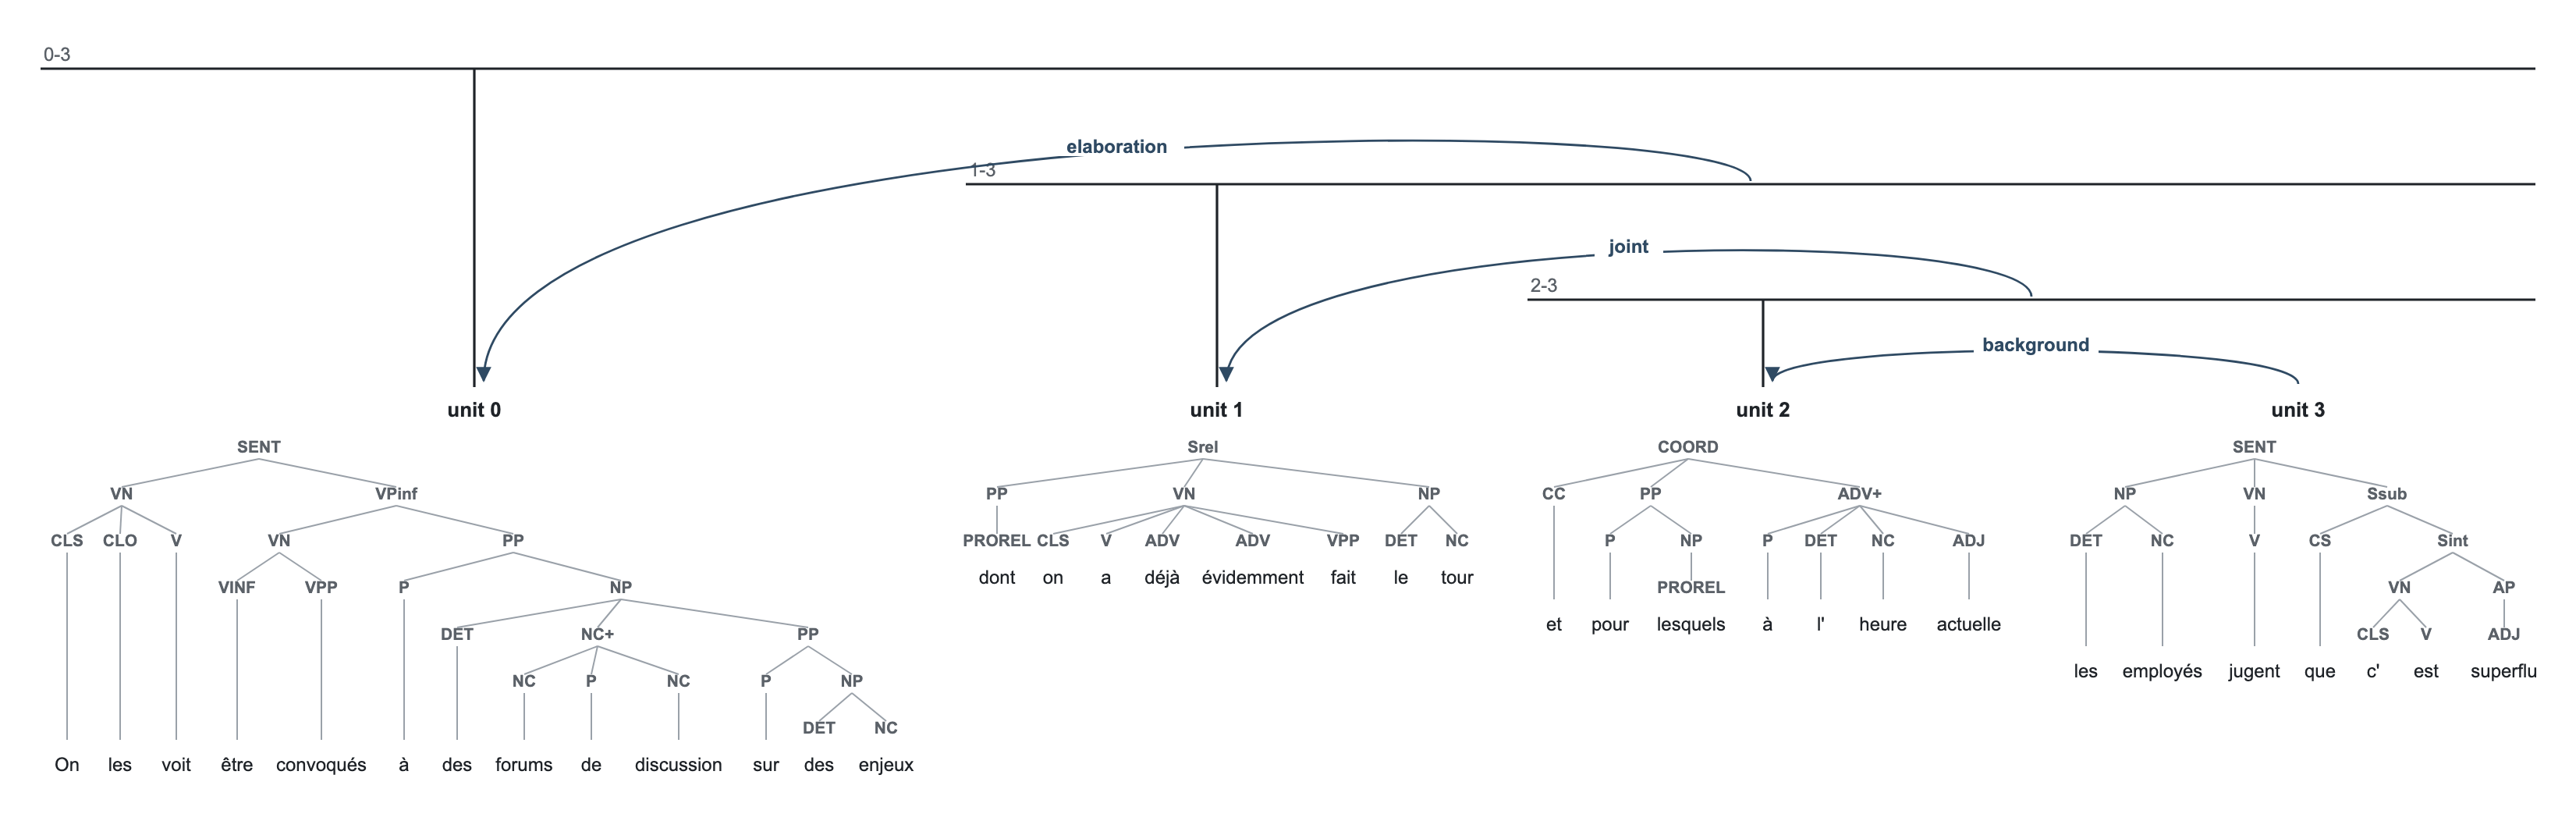 0-3
elaboration
1-3
joint
2-3
background
unit 0 unit 1 unit 2 unit 3
SENT Srel COORD SENT
VN VPinf PP VN NP CC PP ADV+ NP VN Ssub
CLS CLO V VN PP PROREL CLS V ADV ADV VPP DET NC P NP P DET NC ADJ DET NC V CS Sint
dont on a déjà évidemment fait le tour
VINF VPP P NP PROREL VN AP
et pour lesquels à l' heure actuelle
DET NC+ PP CLS V ADJ
les employés jugent que c' est superflu
NC P NC P NP
DET NC
On les voit être convoqués à des forums de discussion sur des enjeux